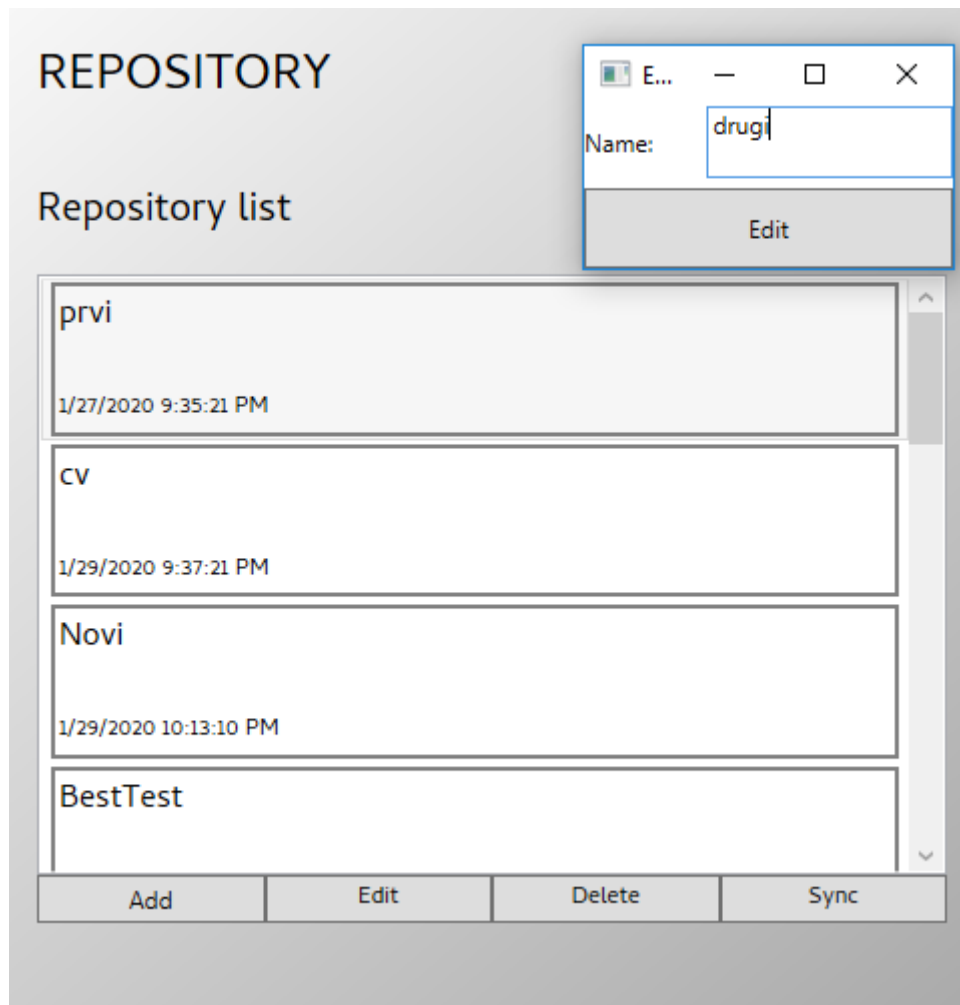 REPOSITORY
E...
Name:
drugi
Edit
Repository list
prvi
1/27/2020 9:35:21 PM
cv
1/29/2020 9:37:21 PM
Novi
1/29/2020 10:13:10 PM
BestTest
Add
Edit
Delete
Sync